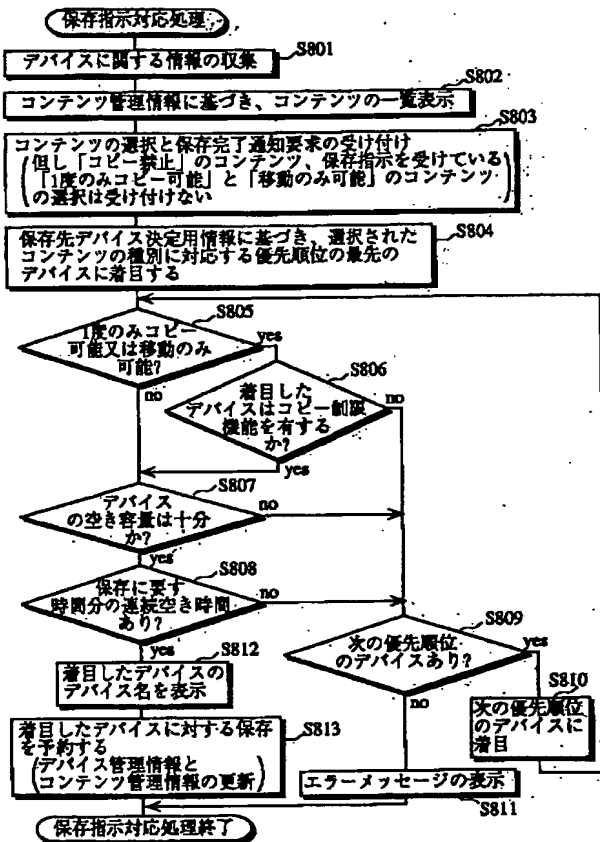 保存指示対応処理
S801
デバイスに関する情報の収集
S802
コンテンツ管理情報に基づき、コンテンツの一覧表示
S803
コンテンツの選択と保存完了通知要求の受け付け
(但し「コピー禁止」のコンテンツ、保存指示を受けている
「1度のみコピー可能」と「移動のみ可能」のコンテンツ
の選択は受け付けない)
S804
保存先デバイス決定用情報に基づき、選択された
コンテンツの種別に対応する優先順位の最先の
デバイスに着目する
S805
1度のみコピー
可能又は移動のみ
可能?
yes
no
S806
着目した
デバイスはコピー制限
機能を有する
か?
no
yes
S807
デバイス
の空き容量は十分
か?
no
yes
S808
保存に要す
時間分の連続空き時間
あり?
no
yes
S809
次の優先順位
のデバイスあり?
yes
no
S810
次の優先順位
のデバイスに
着目
S812
着目したデバイスの
デバイス名を表示
S813
着目したデバイスに対する保存
を予約する
(デバイス管理情報と
コンテンツ管理情報の更新)
エラーメッセージの表示
S811
保存指示対応処理終了